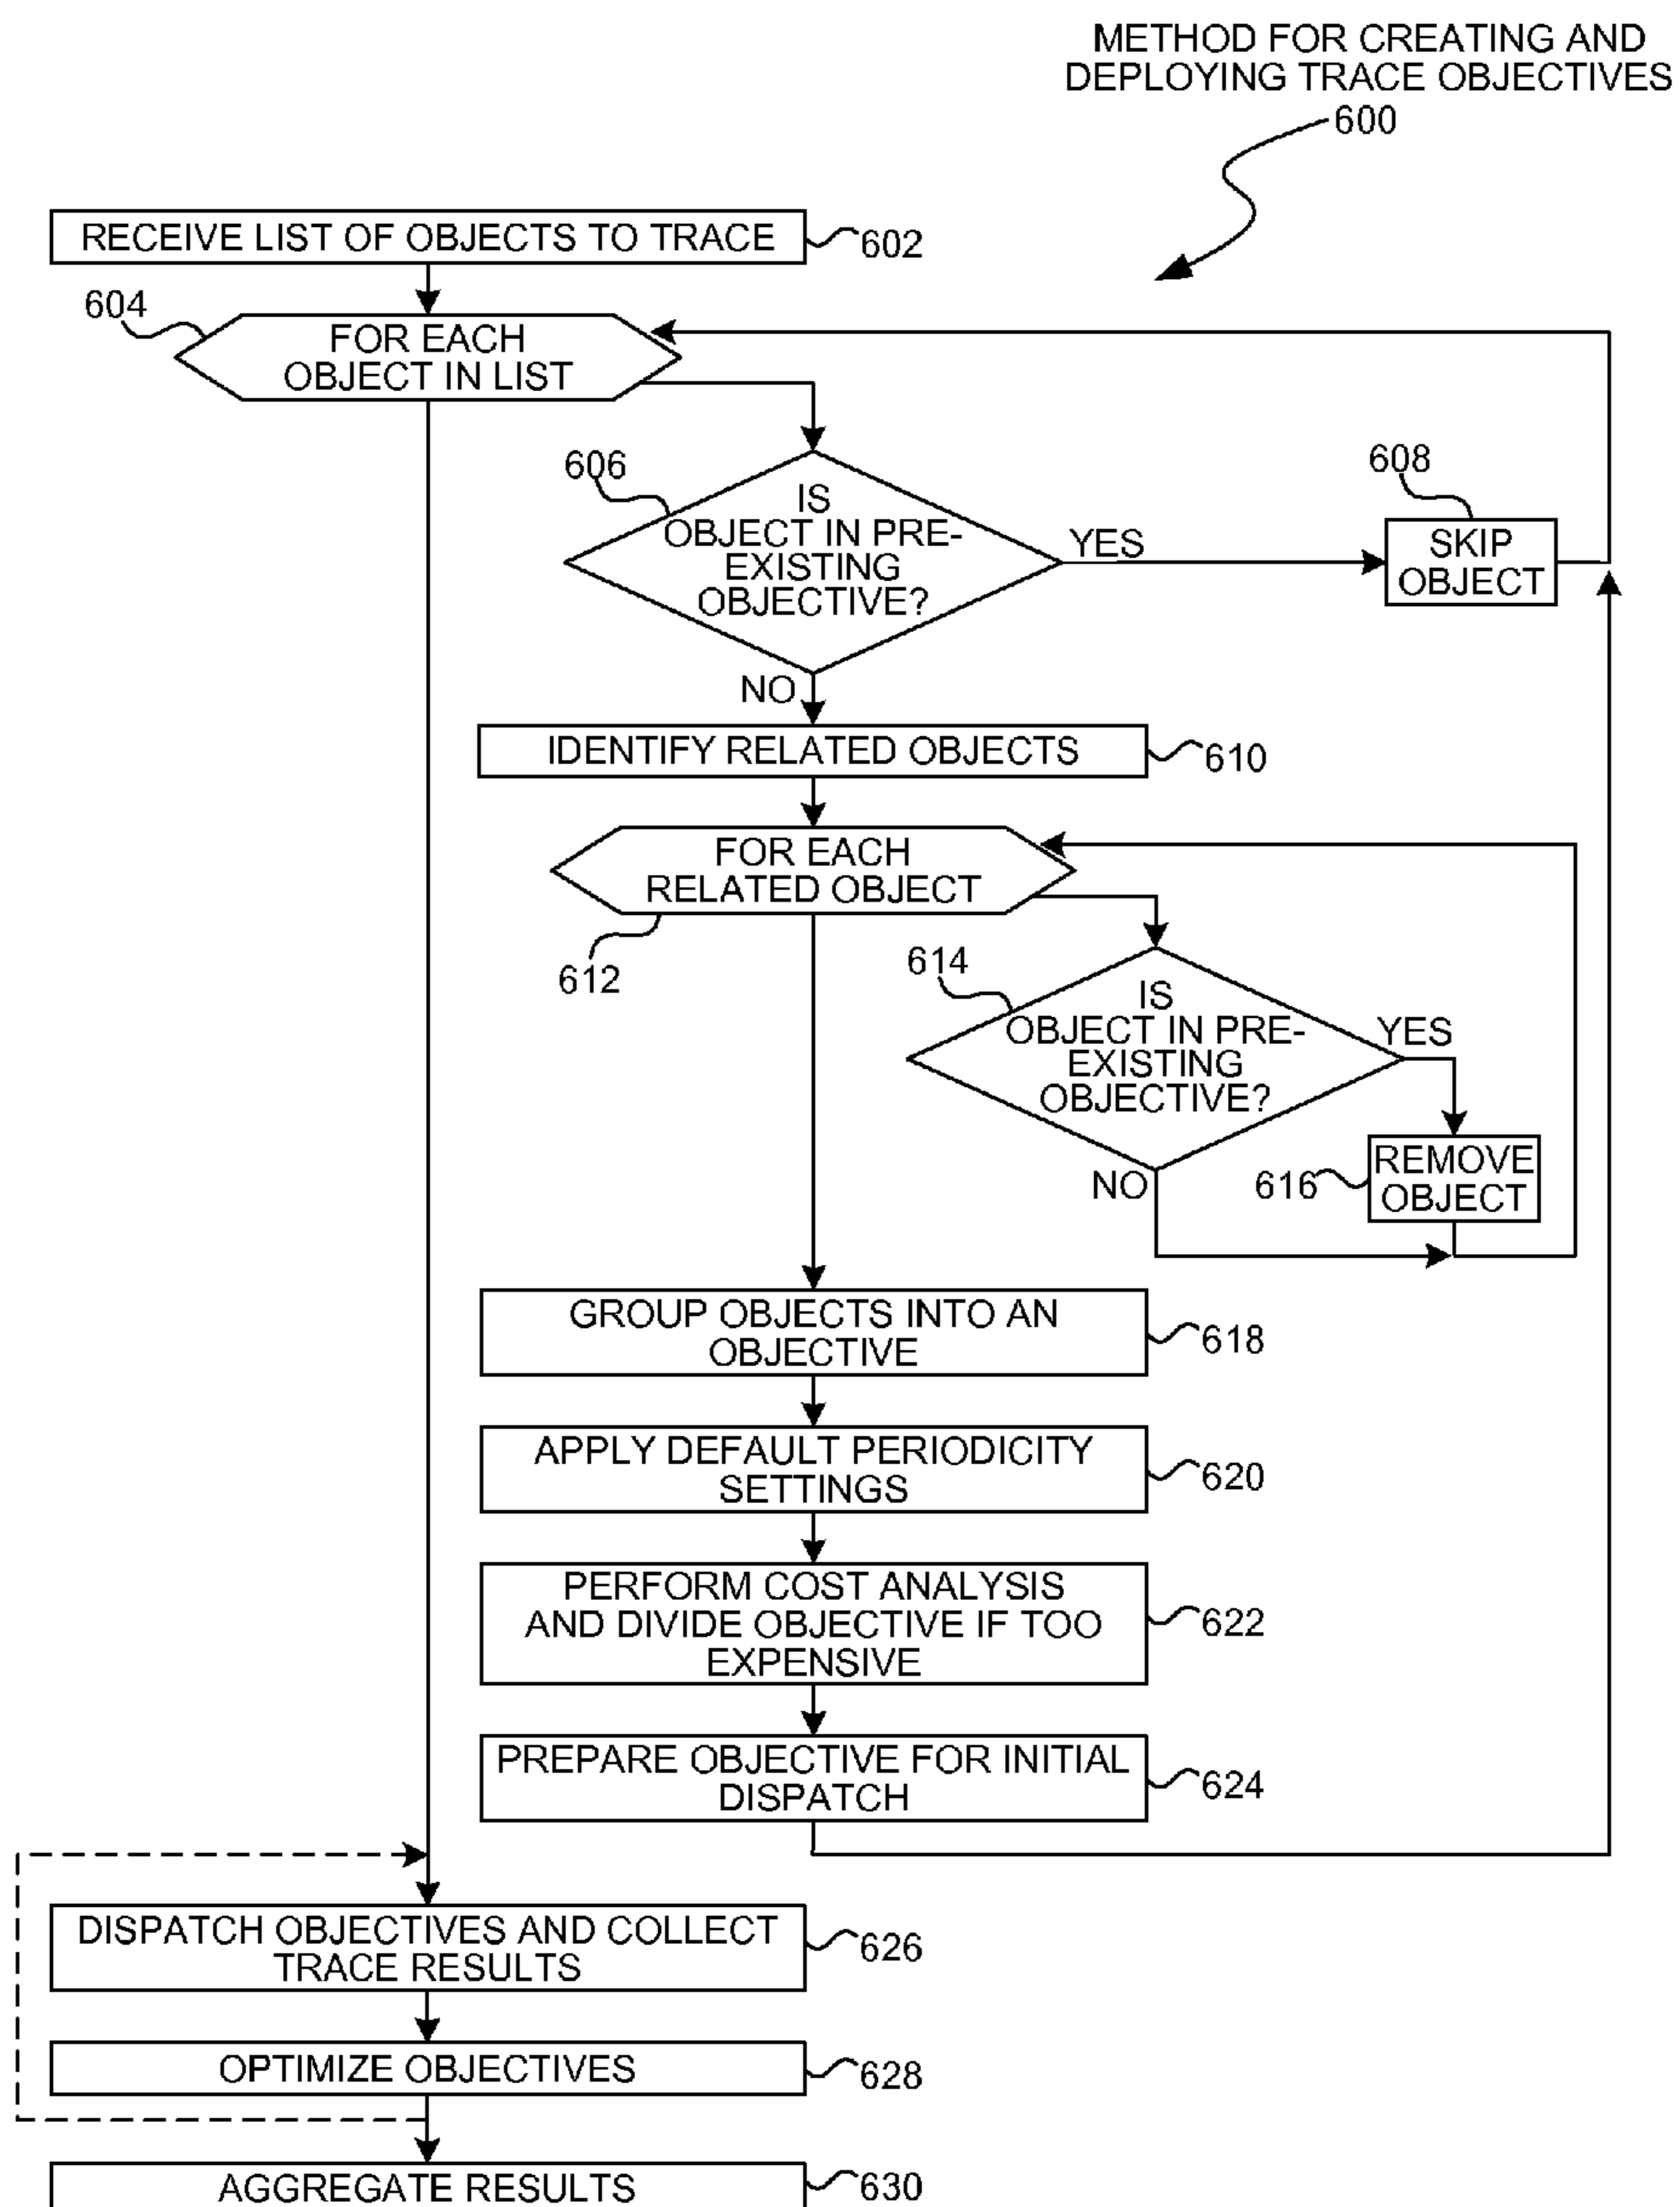 METHOD FOR CREATING AND
DEPLOYING TRACE OBJECTIVES
600
RECEIVE LIST OF OBJECTS TO TRACE
602
604
FOR EACH
OBJECT IN LIST
606
IS
OBJECT IN PRE-
EXISTING
OBJECTIVE?
YES
608
SKIP
OBJECT
NO
IDENTIFY RELATED OBJECTS
610
FOR EACH
RELATED OBJECT
612
614
IS
OBJECT IN PRE-
EXISTING
OBJECTIVE?
YES
NO
616
REMOVE
OBJECT
GROUP OBJECTS INTO AN
OBJECTIVE
618
APPLY DEFAULT PERIODICITY
SETTINGS
620
PERFORM COST ANALYSIS
AND DIVIDE OBJECTIVE IF TOO
EXPENSIVE
622
PREPARE OBJECTIVE FOR INITIAL
DISPATCH
624
DISPATCH OBJECTIVES AND COLLECT
TRACE RESULTS
626
OPTIMIZE OBJECTIVES
628
AGGREGATE RESULTS
630